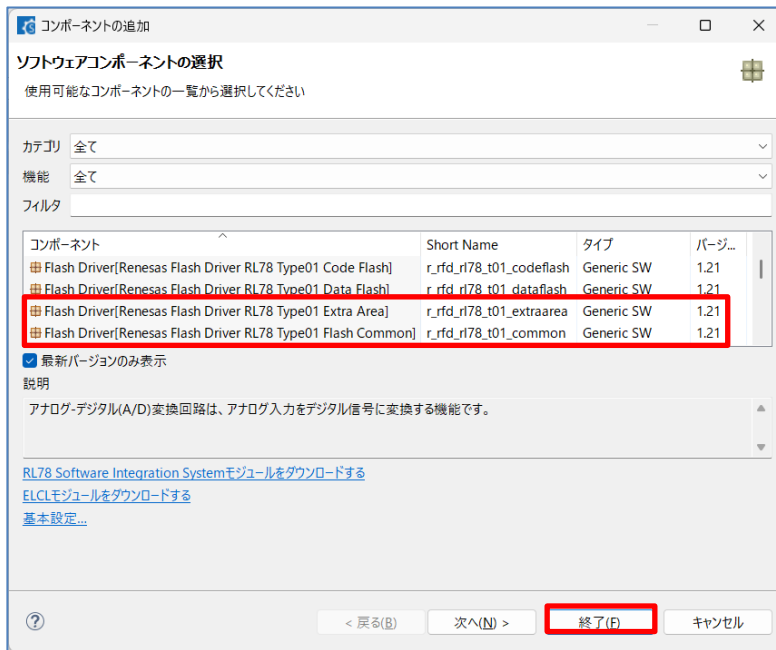 コンポーネントの追加
ソフトウェアコンポーネントの選択
使用可能なコンポーネントの一覧から選択してください
カテゴリ 全て
機能 全て
フィルタ
コンポーネント Short Name タイプ バージ...
Flash Driver[Renesas Flash Driver RL78 Type01 Code Flash] r_rfd_rl78_t01_codeflash Generic SW 1.21
Flash Driver[Renesas Flash Driver RL78 Type01 Data Flash] r_rfd_rl78_t01_dataflash Generic SW 1.21
Flash Driver[Renesas Flash Driver RL78 Type01 Extra Area] r_rfd_rl78_t01_extraarea Generic SW 1.21
Flash Driver[Renesas Flash Driver RL78 Type01 Flash Common] r_rfd_rl78_t01_common Generic SW 1.21
最新バージョンのみ表示
説明
アナログ-デジタル(A/D)変換回路は、アナログ入力をデジタル信号に変換する機能です。
RL78 Software Integration Systemモジュールをダウンロードする
ELCLモジュールをダウンロードする
基本設定...
? < 戻る(B) 次へ(N) > 終了(F) キャンセル